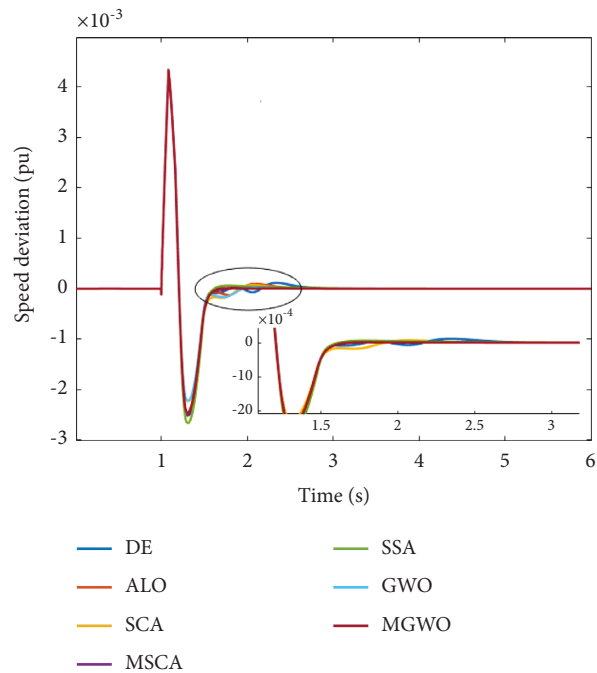 ×10-3
4
3
2
1
0
-1
-2
-3
Speed deviation (pu)
×10-4
0
-10
-20
1.5
2
2.5
3
1
2
3
4
5
6
Time (s)
DE
ALO
SCA
MSCA
SSA
GWO
MGWO